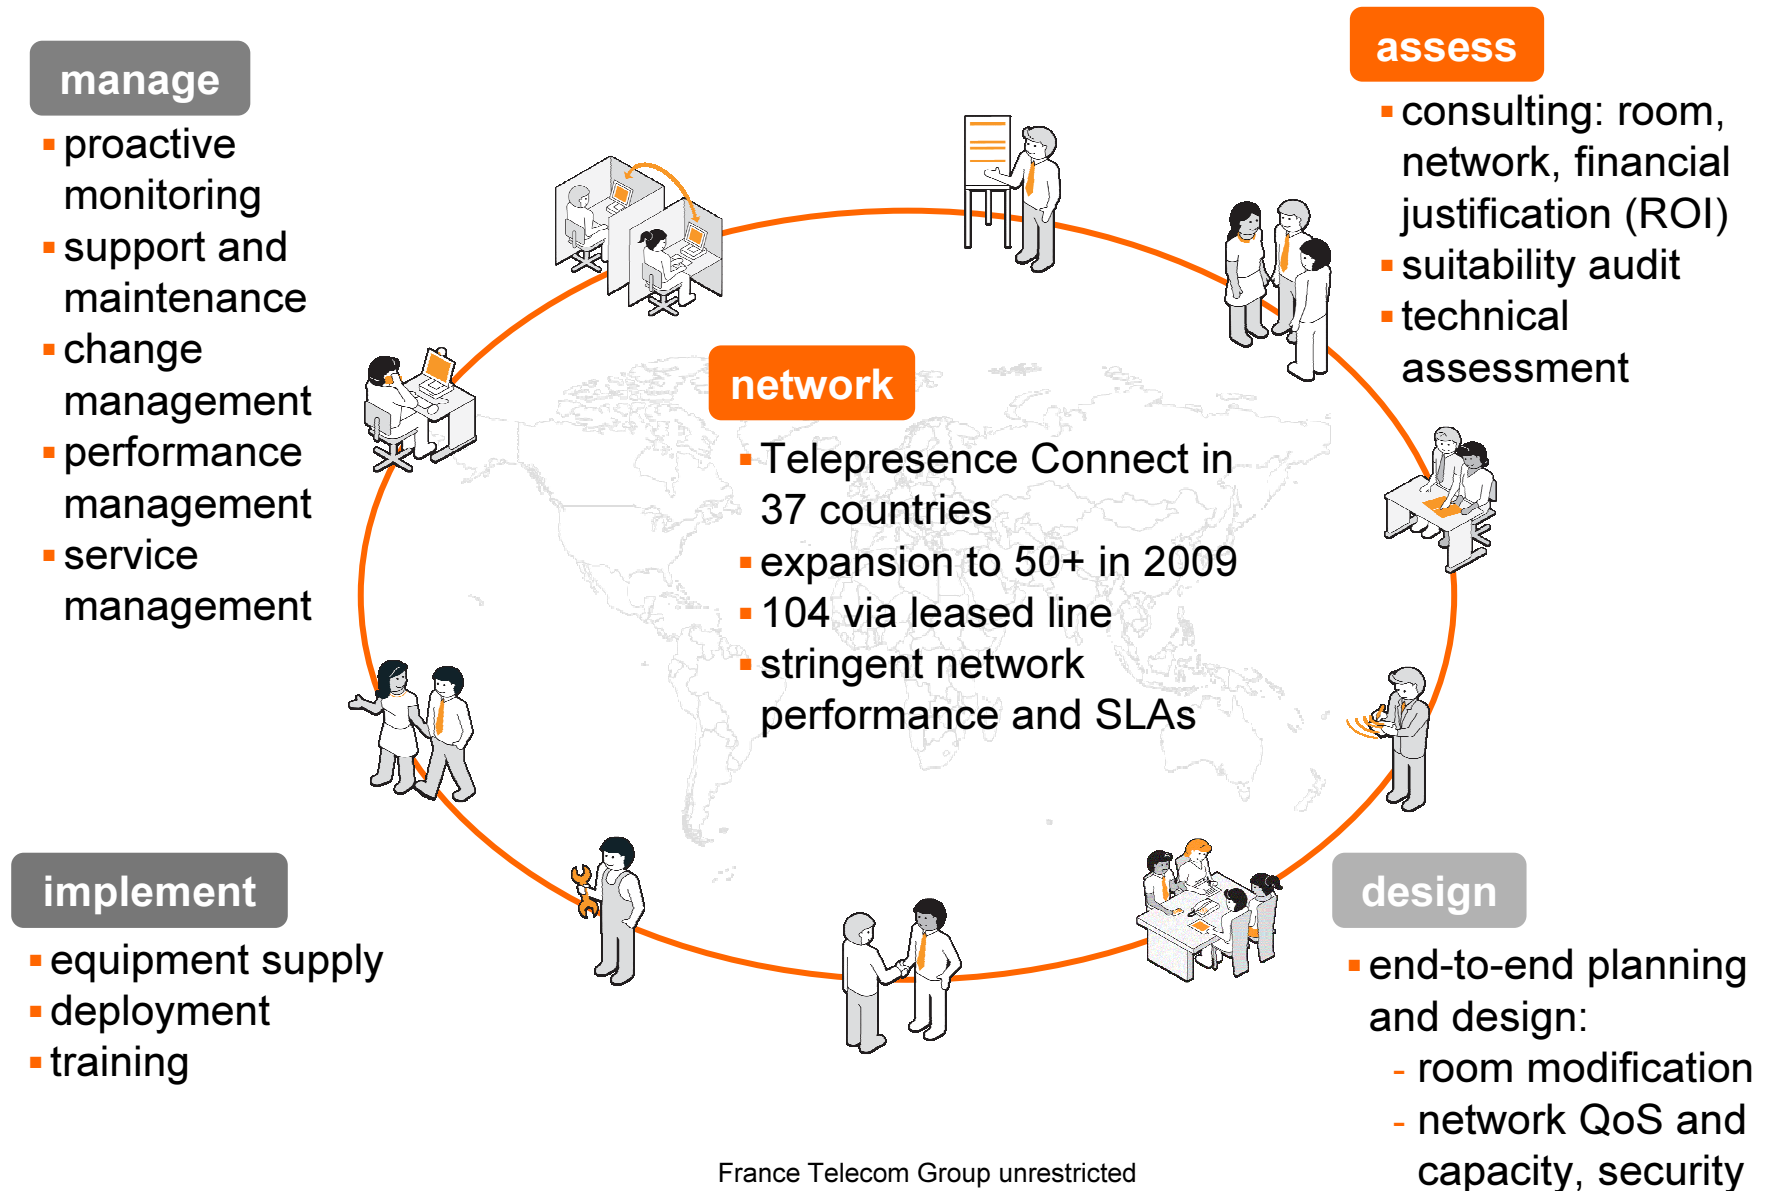 manage
proactive
monitoring
support and
maintenance
change
management
performance
management
service
management
assess
consulting: room,
network, financial
justification (ROI)
suitability audit
technical
assessment
network
Telepresence Connect in
37 countries
expansion to 50+ in 2009
104 via leased line
stringent network
performance and SLAs
implement
equipment supply
deployment
training
design
end-to-end planning
and design:
- room modification
- network QoS and
capacity, security
France Telecom Group unrestricted